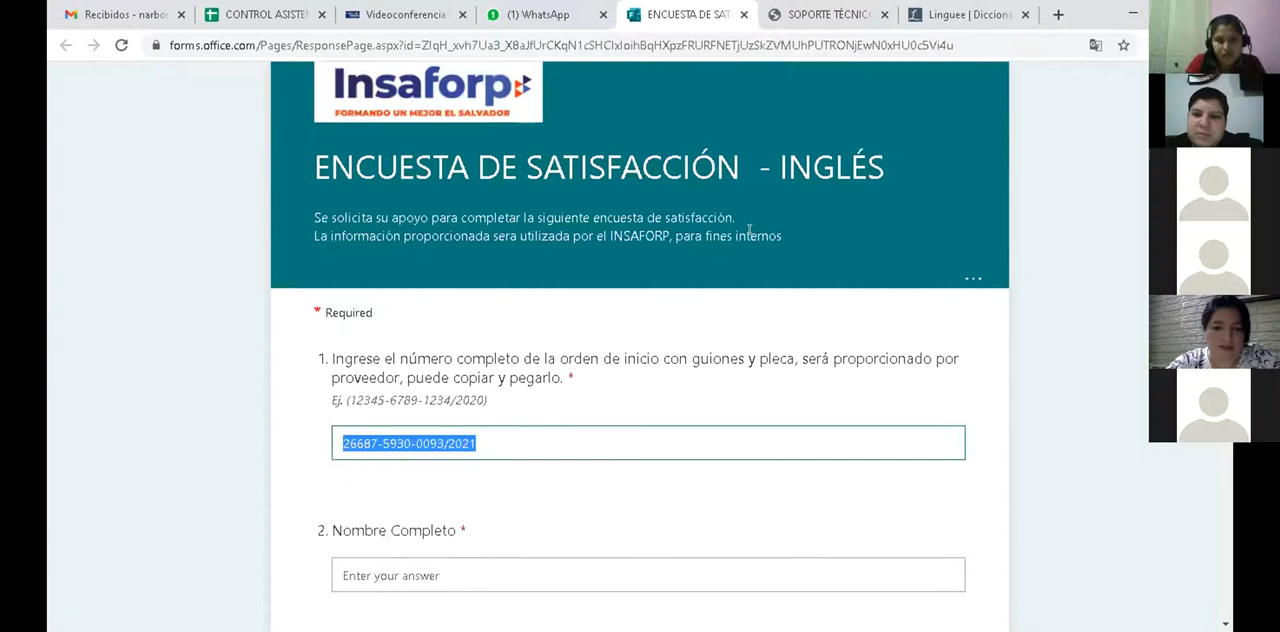 Recibidos - narbo
CONTROL ASISTE
Videoconferencia
(1) WhatsApp
ENCUESTA DE SAT
SOPORTE TÉCNIC
Linguee | Dicciona
forms.office.com/Pages/ResponsePage.aspx?id=ZIqH_xvh7Ua3_X8aJfUrCKqN1cSHClxJoihBqHXpzFRURFNETjUzSkZVMUhPUTRONjEwN0xHU0c5Vi4u
Insaforp
FORMANDO UN MEJOR EL SALVADOR
ENCUESTA DE SATISFACCIÓN - INGLÉS
Se solicita su apoyo para completar la siguiente encuesta de satisfacción.
La información proporcionada sera utilizada por el INSAFORP, para fines internos
...
* Required
1. Ingrese el número completo de la orden de inicio con guiones y pleca, será proporcionado por
proveedor, puede copiar y pegarlo. *
Ej. (12345-6789-1234/2020)
26687-5930-0093/2021
2. Nombre Completo *
Enter your answer